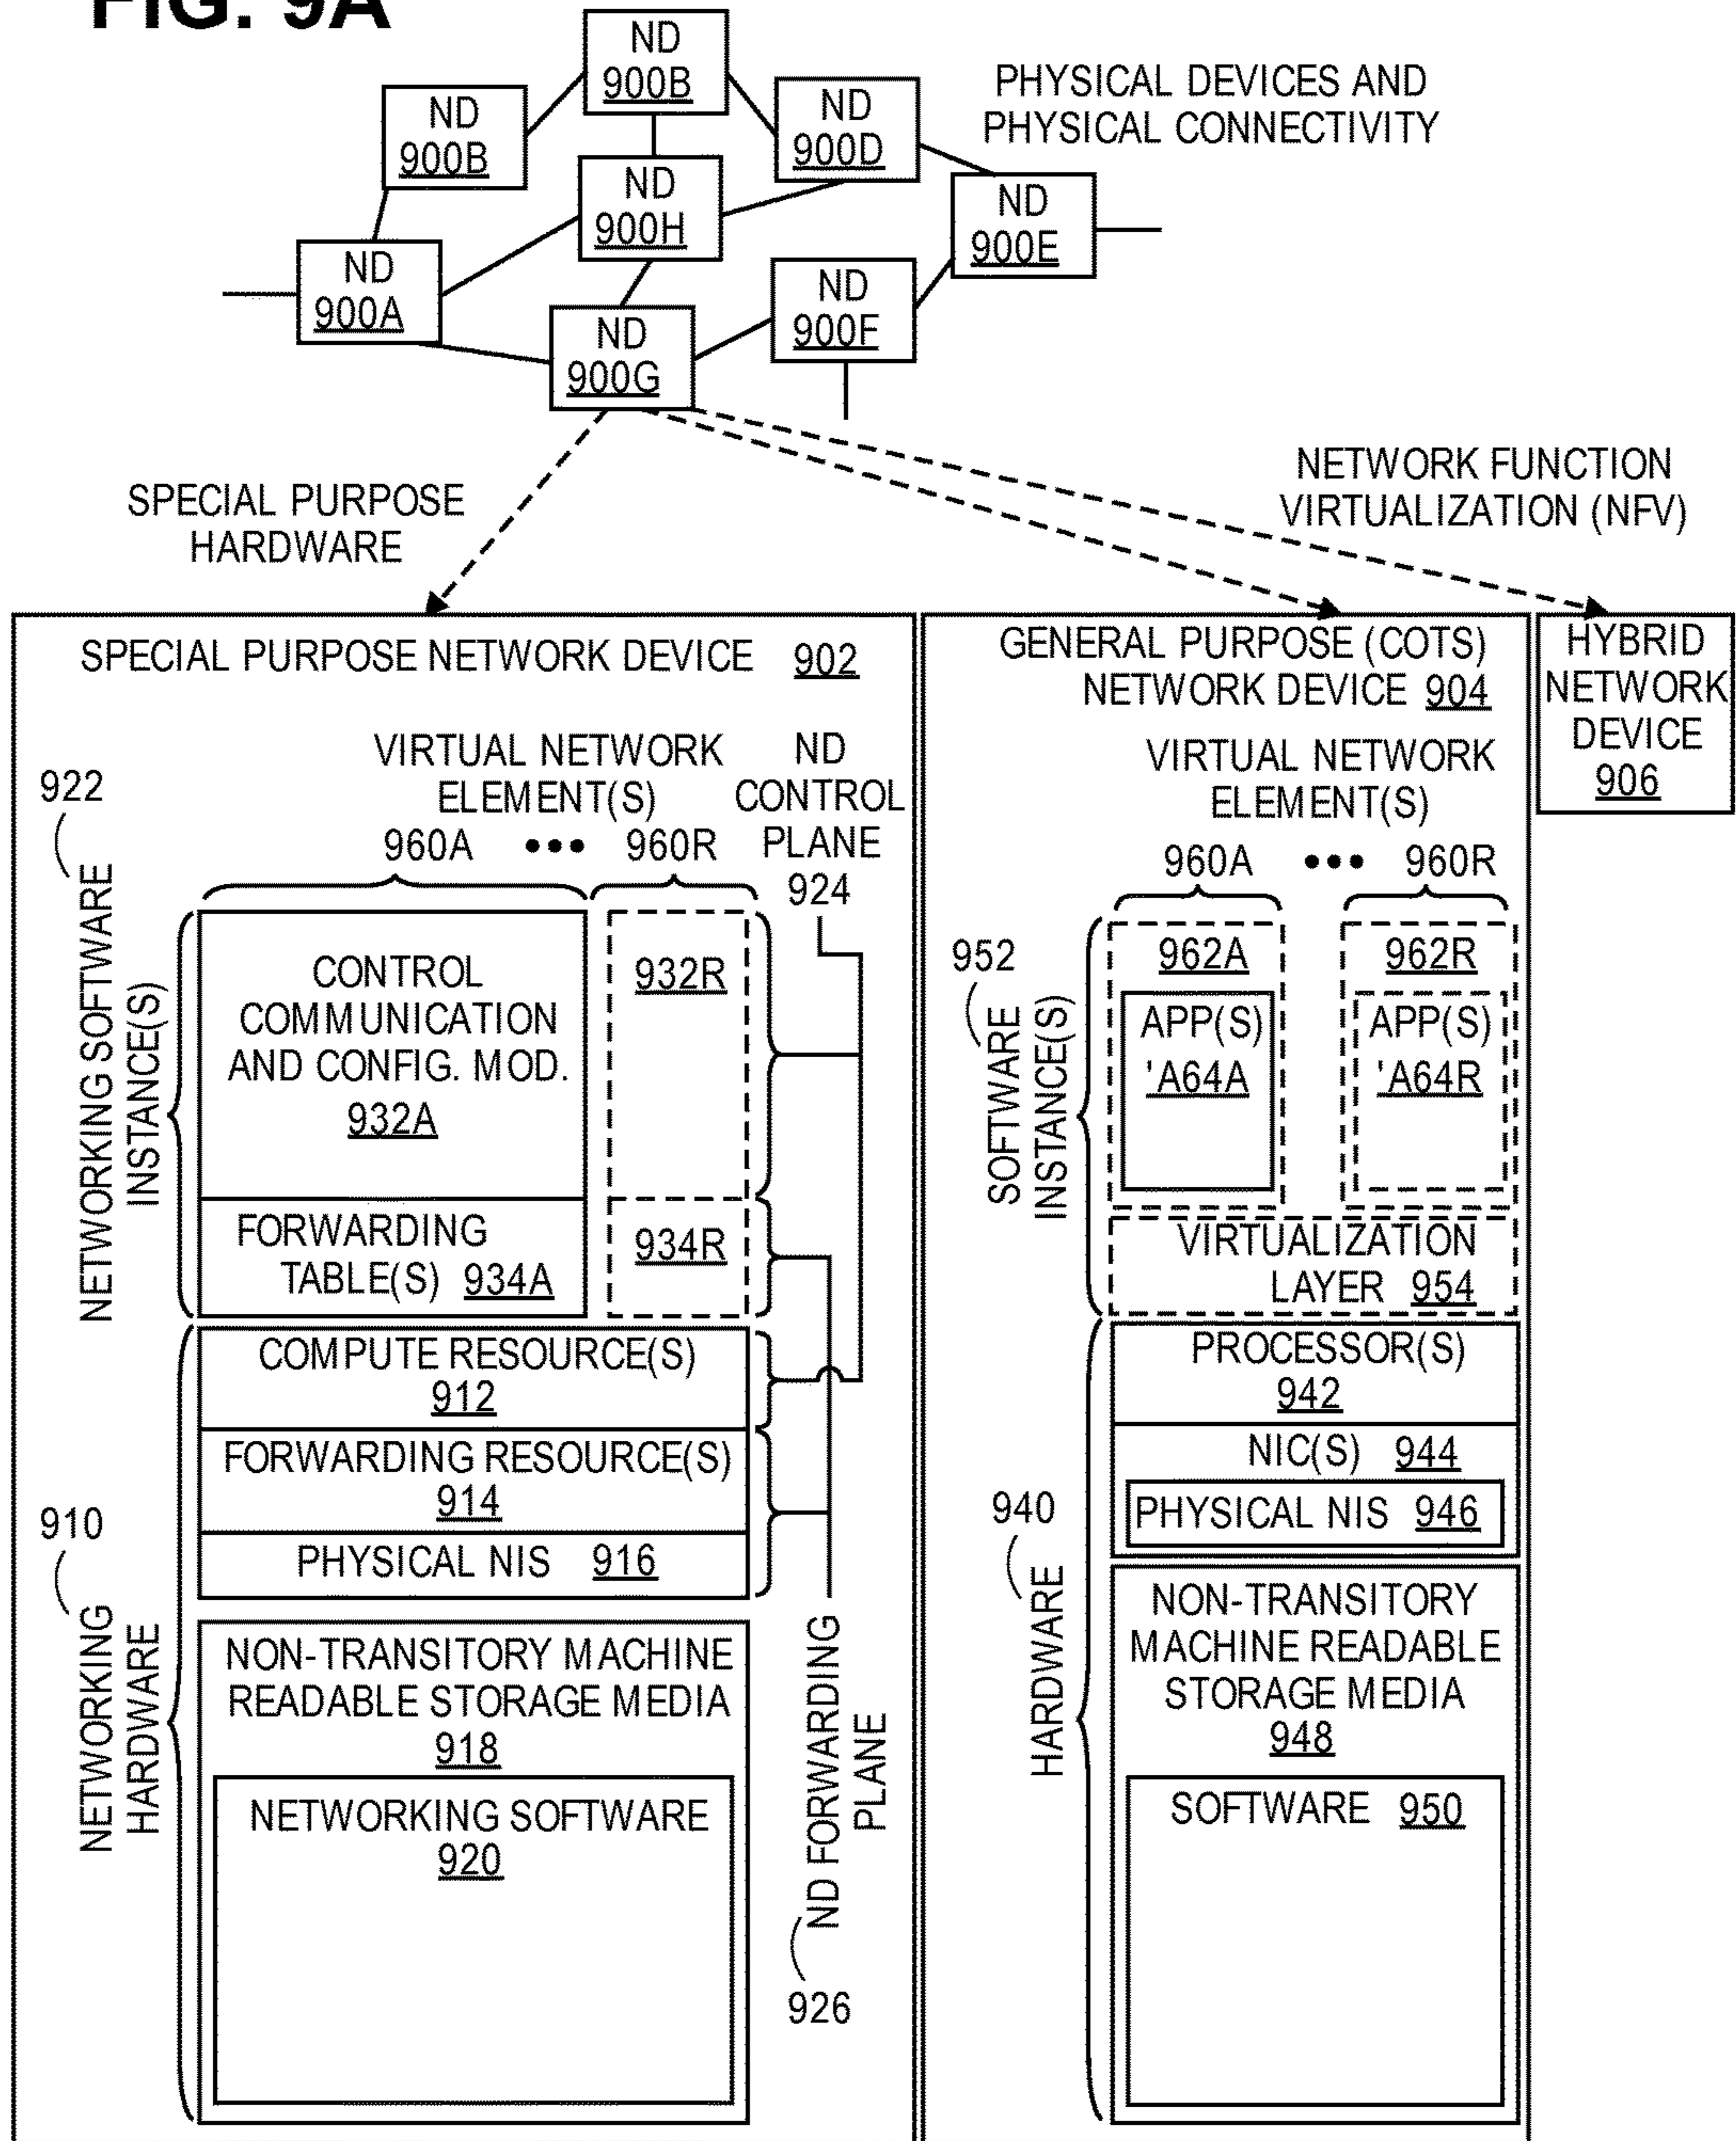 FIG. 9A
ND
900B
ND
900B
ND
900D
PHYSICAL DEVICES AND
PHYSICAL CONNECTIVITY
ND
900H
ND
900E
ND
900A
ND
900F
ND
900G
SPECIAL PURPOSE
HARDWARE
NETWORK FUNCTION
VIRTUALIZATION (NFV)
SPECIAL PURPOSE NETWORK DEVICE 902
922
NETWORKING SOFTWARE
INSTANCE(S)
VIRTUAL NETWORK
ELEMENT(S)
960A ••• 960R
ND
CONTROL
PLANE
924
CONTROL
COMMUNICATION
AND CONFIG. MOD.
932A
932R
FORWARDING
TABLE(S) 934A
934R
910
NETWORKING
HARDWARE
COMPUTE RESOURCE(S)
912
FORWARDING RESOURCE(S)
914
PHYSICAL NIS 916
NON-TRANSITORY MACHINE
READABLE STORAGE MEDIA
918
NETWORKING SOFTWARE
920
ND FORWARDING
PLANE
926
GENERAL PURPOSE (COTS)
NETWORK DEVICE 904
VIRTUAL NETWORK
ELEMENT(S)
960A ••• 960R
952
SOFTWARE
INSTANCE(S)
962A
APP(S)
'A64A
962R
APP(S)
'A64R
VIRTUALIZATION
LAYER 954
940
HARDWARE
PROCESSOR(S)
942
NIC(S) 944
PHYSICAL NIS 946
NON-TRANSITORY
MACHINE READABLE
STORAGE MEDIA
948
SOFTWARE 950
HYBRID
NETWORK
DEVICE
906